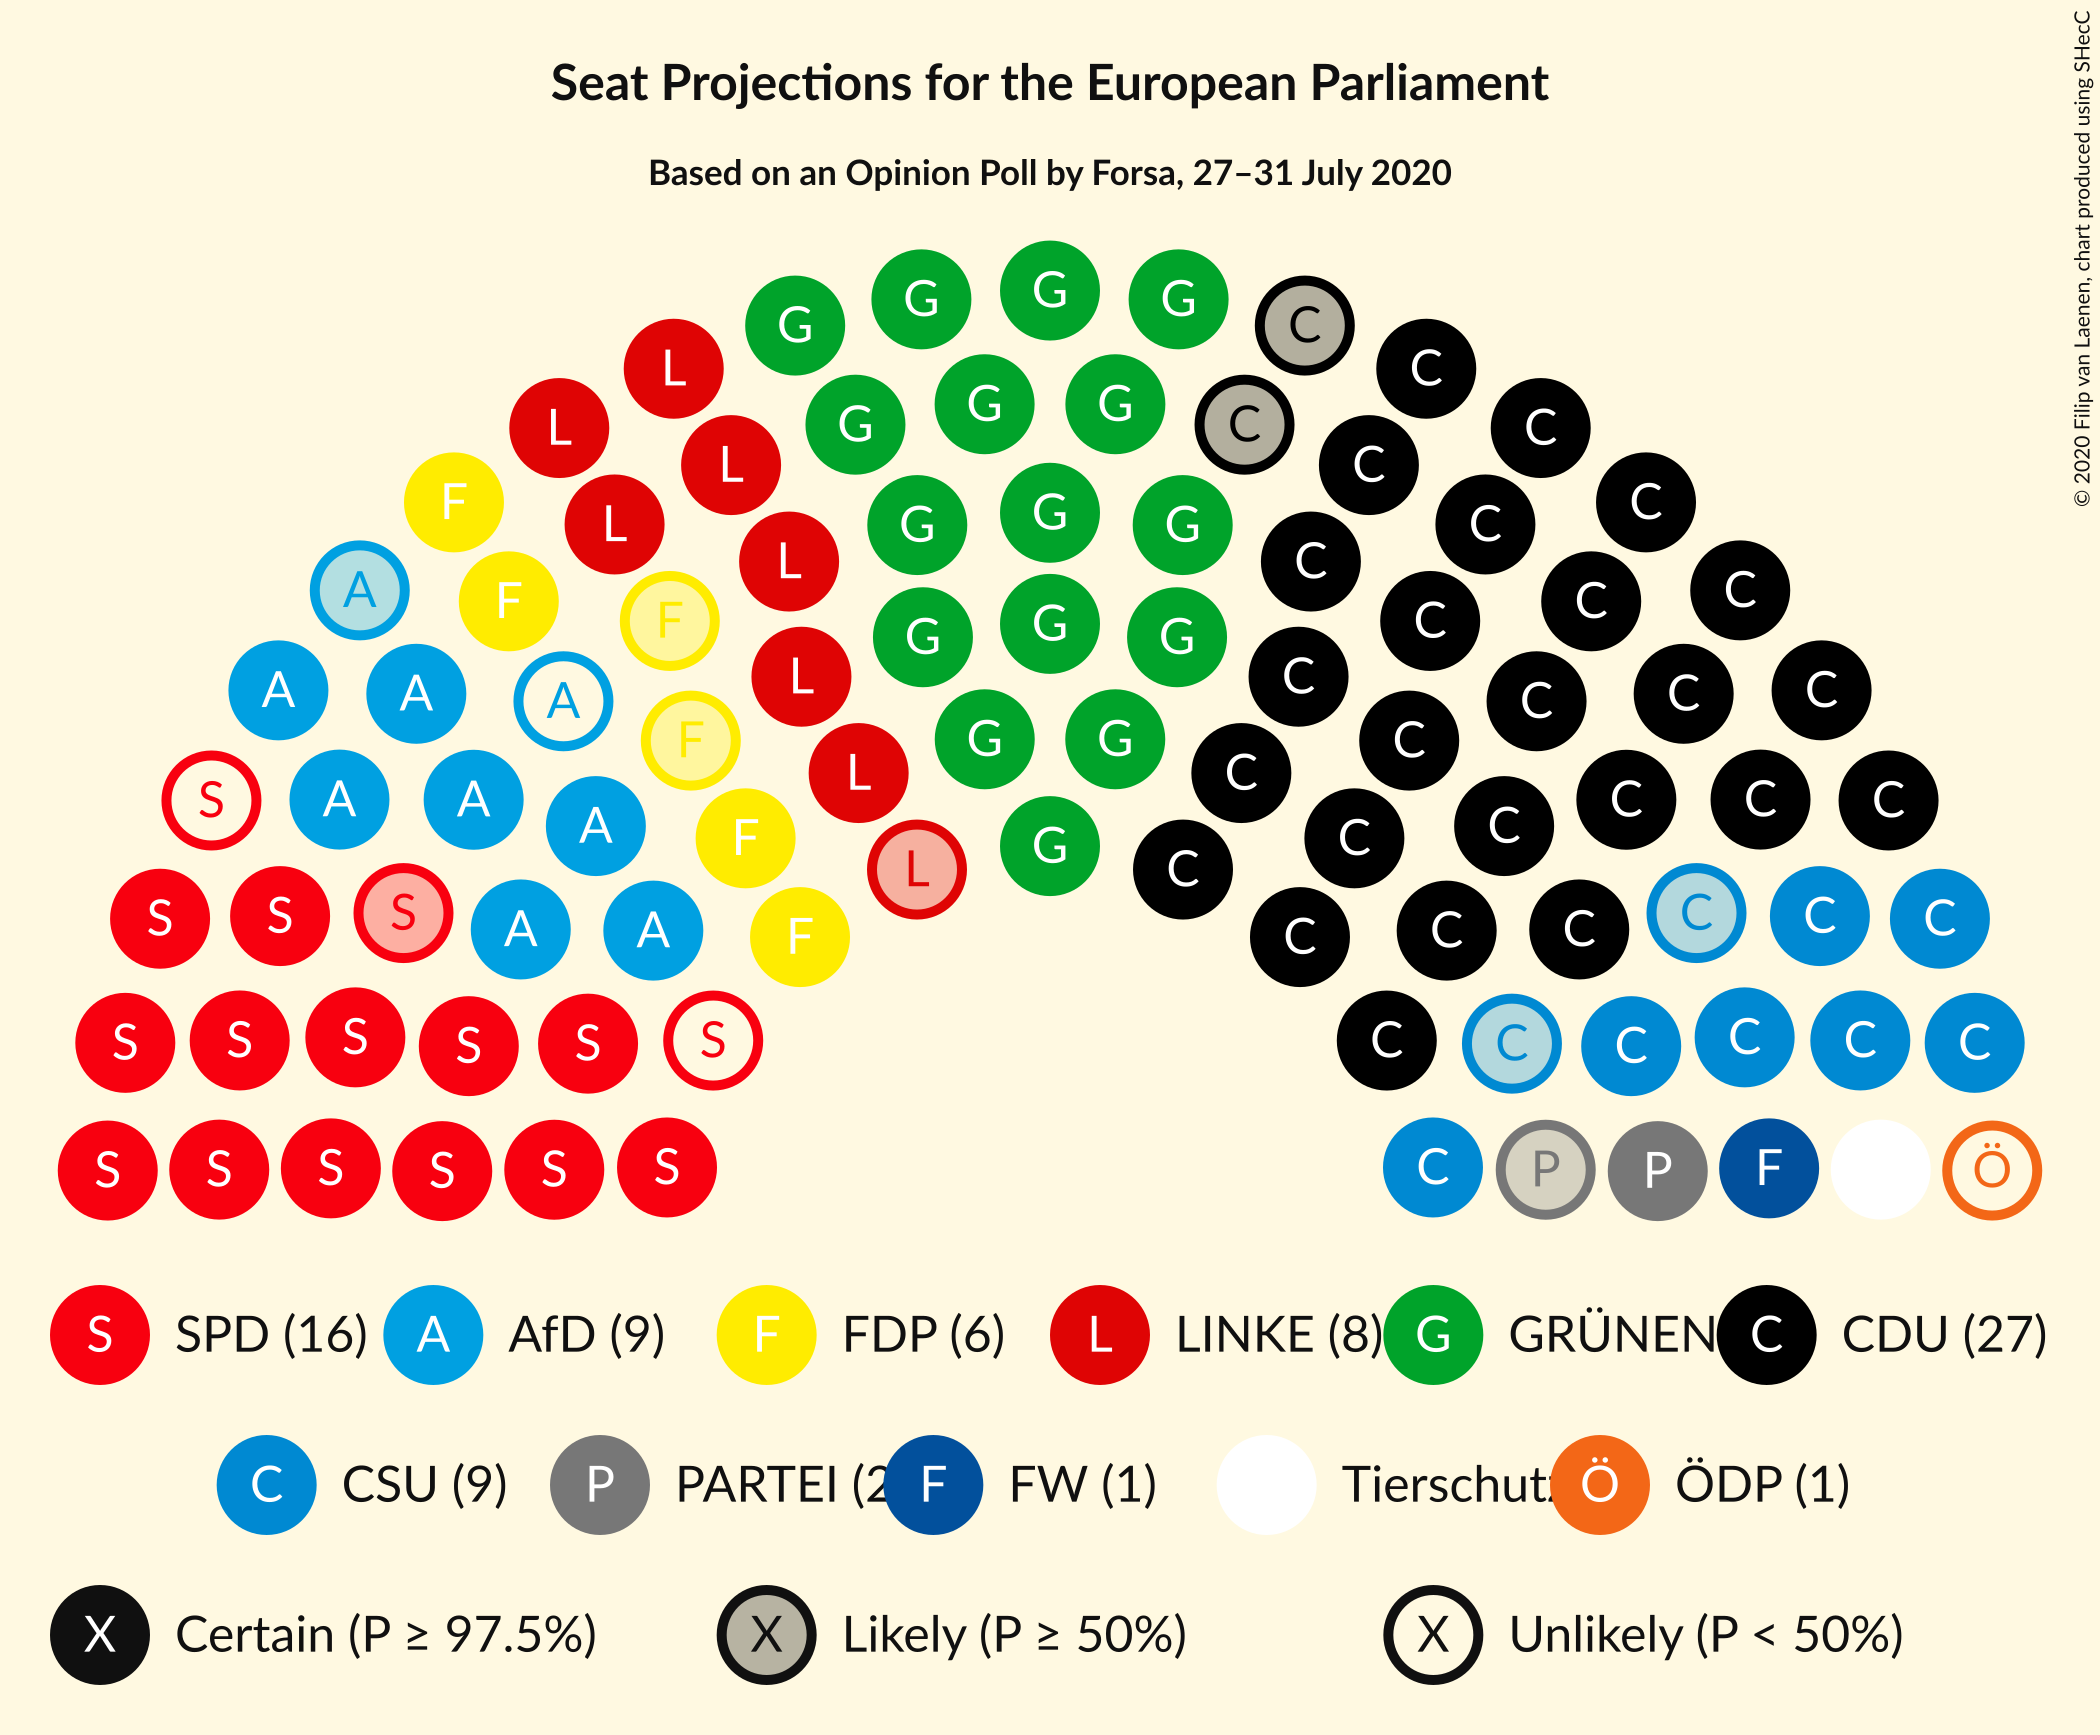 Seat Projections for the European Parliament
Based on an Opinion Poll by Forsa, 27–31 July 2020
© 2020 Filip van Laenen, chart produced using SHecC
G G G G C
L G G G C C
L L G G G C C C
F L L G G G C C C
A F F L G G G C C C C
A A A F L G G C C C C C
S A A A F L G C C C C C C
S S S A A F C C C C C C
S S S S S S C C C C C C
S S S S S S C P P F Ö
S SPD (16) A AfD (9) F FDP (6) L LINKE (8) G GRÜNEN C CDU (27)
C CSU (9) P PARTEI (2 F FW (1) Tierschutz Ö ÖDP (1)
X Certain (P ≥ 97.5%) X Likely (P ≥ 50%) X Unlikely (P < 50%)